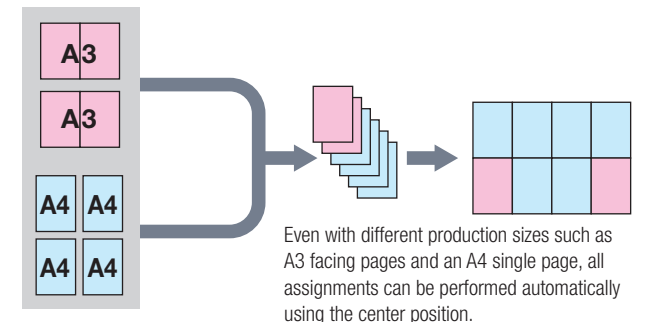 A3
A3
A4 A4
A4 A4
Even with different production sizes such as
A3 facing pages and an A4 single page, all
assignments can be performed automatically
using the center position.